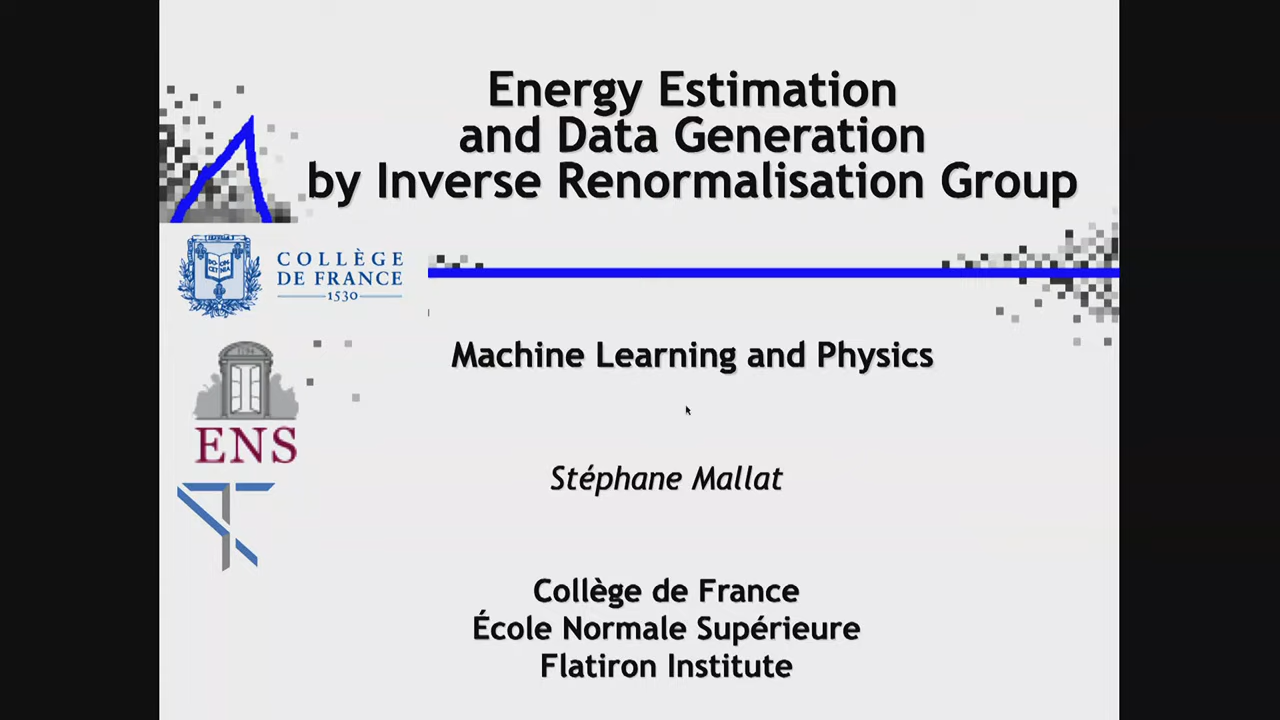 Energy Estimation
and Data Generation
by Inverse Renormalisation Group
COLLÈGE
DE FRANCE
1530
Machine Learning and Physics
ENS
Stéphane Mallat
Collège de France
École Normale Supérieure
Flatiron Institute